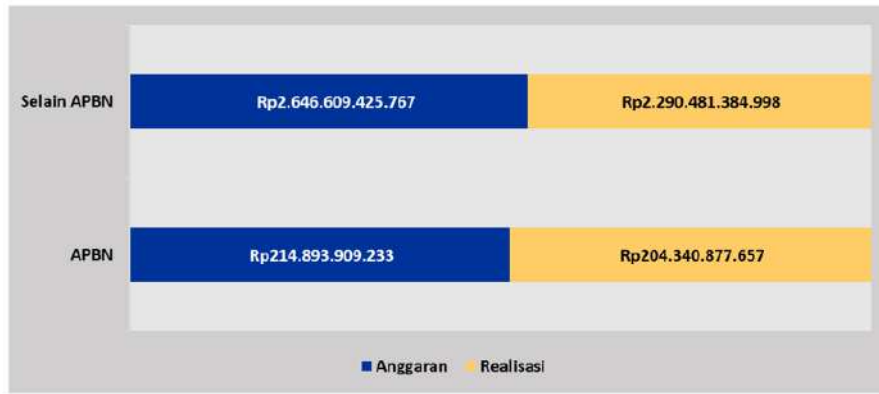 Selain APBN Rp2.646.609.425.767 Rp2.290.481.384.998
APBN Rp214.893.909.233 Rp204.340.877.657
Anggaran Realisasi